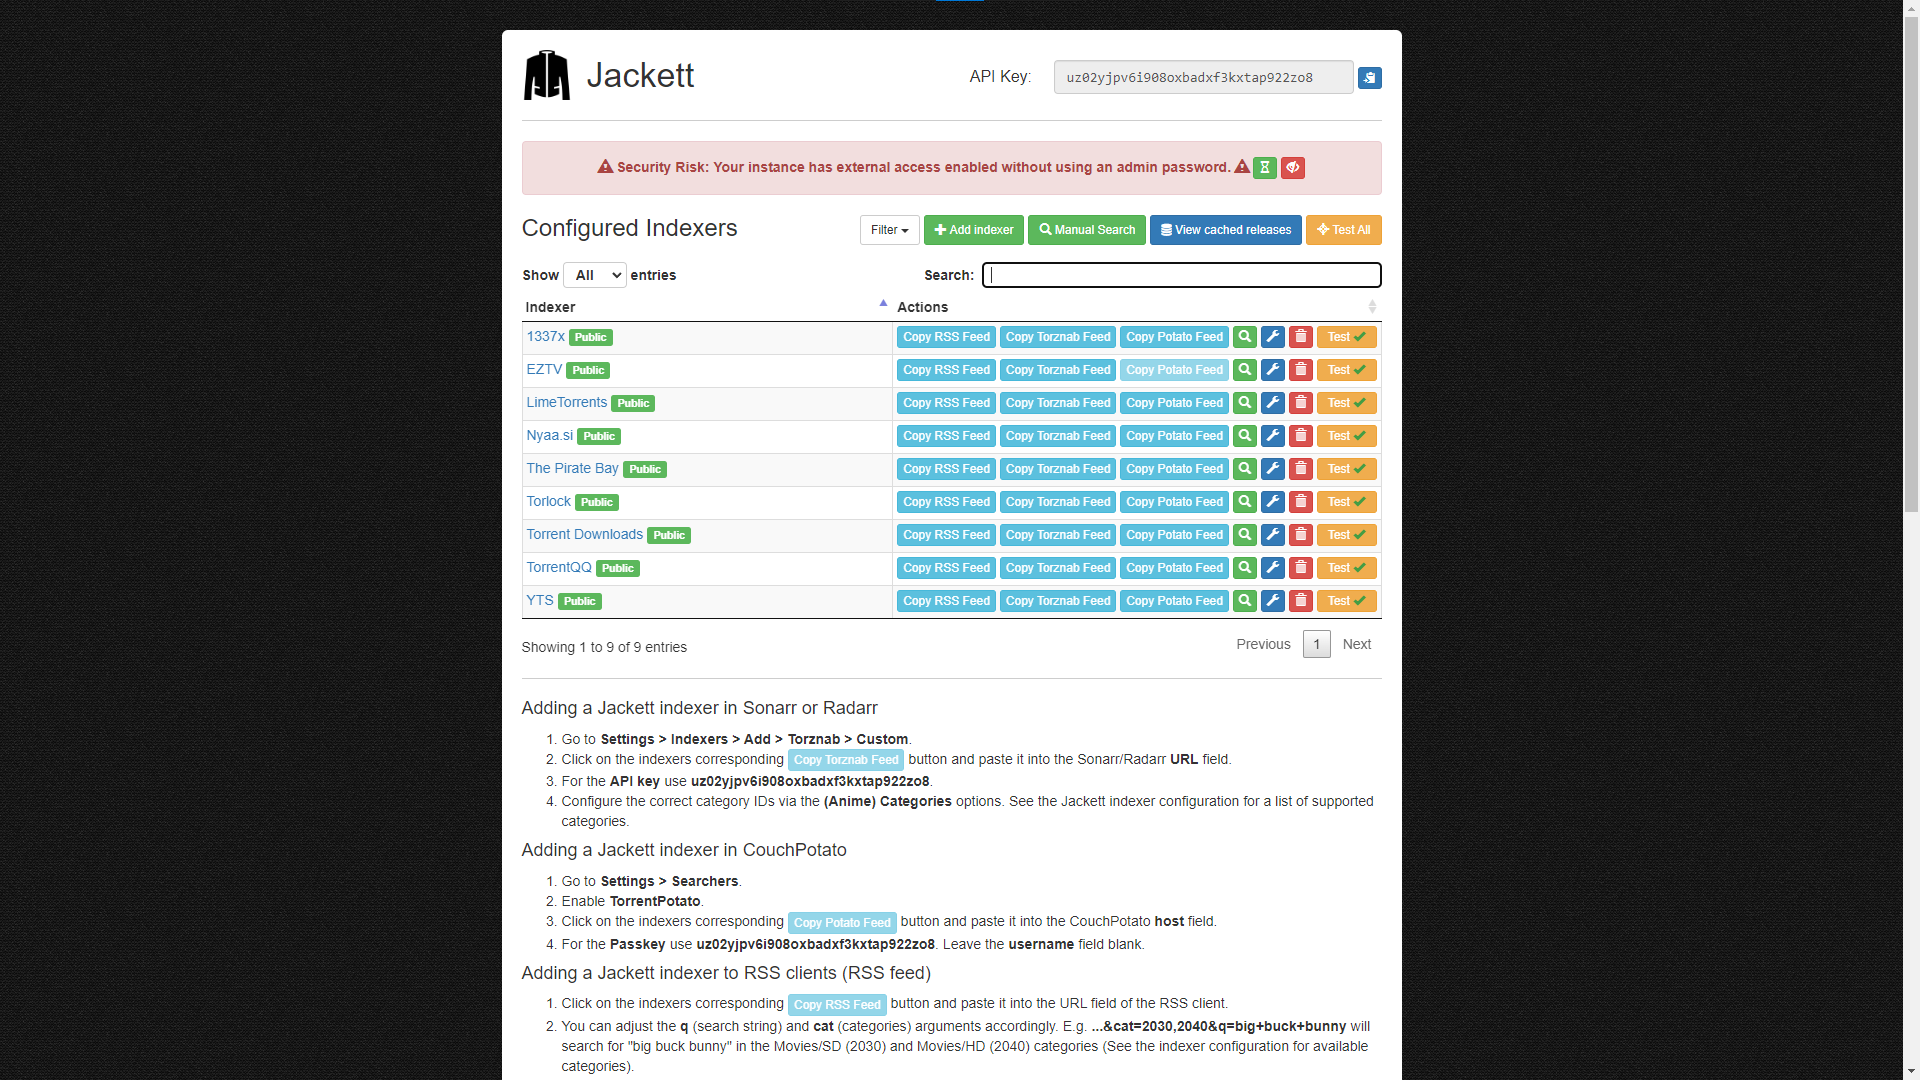 Jackett
API Key: uz02yjpv6i908oxbadxf3kxtap922zo8
Security Risk: Your instance has external access enabled without using an admin password.
Configured Indexers
Filter Add indexer Manual Search View cached releases Test All
Show All entries Search:
Indexer Actions
1337x Public Copy RSS Feed Copy Torznab Feed Copy Potato Feed Test
EZTV Public Copy RSS Feed Copy Torznab Feed Copy Potato Feed Test
LimeTorrents Public Copy RSS Feed Copy Torznab Feed Copy Potato Feed Test
Nyaa.si Public Copy RSS Feed Copy Torznab Feed Copy Potato Feed Test
The Pirate Bay Public Copy RSS Feed Copy Torznab Feed Copy Potato Feed Test
Torlock Public Copy RSS Feed Copy Torznab Feed Copy Potato Feed Test
Torrent Downloads Public Copy RSS Feed Copy Torznab Feed Copy Potato Feed Test
TorrentQQ Public Copy RSS Feed Copy Torznab Feed Copy Potato Feed Test
YTS Public Copy RSS Feed Copy Torznab Feed Copy Potato Feed Test
Showing 1 to 9 of 9 entries Previous 1 Next
Adding a Jackett indexer in Sonarr or Radarr
1. Go to Settings > Indexers > Add > Torznab > Custom.
2. Click on the indexers corresponding Copy Torznab Feed button and paste it into the Sonarr/Radarr URL field.
3. For the API key use uz02yjpv6i908oxbadxf3kxtap922zo8.
4. Configure the correct category IDs via the (Anime) Categories options. See the Jackett indexer configuration for a list of supported
categories.
Adding a Jackett indexer in CouchPotato
1. Go to Settings > Searchers.
2. Enable TorrentPotato.
3. Click on the indexers corresponding Copy Potato Feed button and paste it into the CouchPotato host field.
4. For the Passkey use uz02yjpv6i908oxbadxf3kxtap922zo8. Leave the username field blank.
Adding a Jackett indexer to RSS clients (RSS feed)
1. Click on the indexers corresponding Copy RSS Feed button and paste it into the URL field of the RSS client.
2. You can adjust the q (search string) and cat (categories) arguments accordingly. E.g. ...&cat=2030,2040&q=big+buck+bunny will
search for "big buck bunny" in the Movies/SD (2030) and Movies/HD (2040) categories (See the indexer configuration for available
categories).